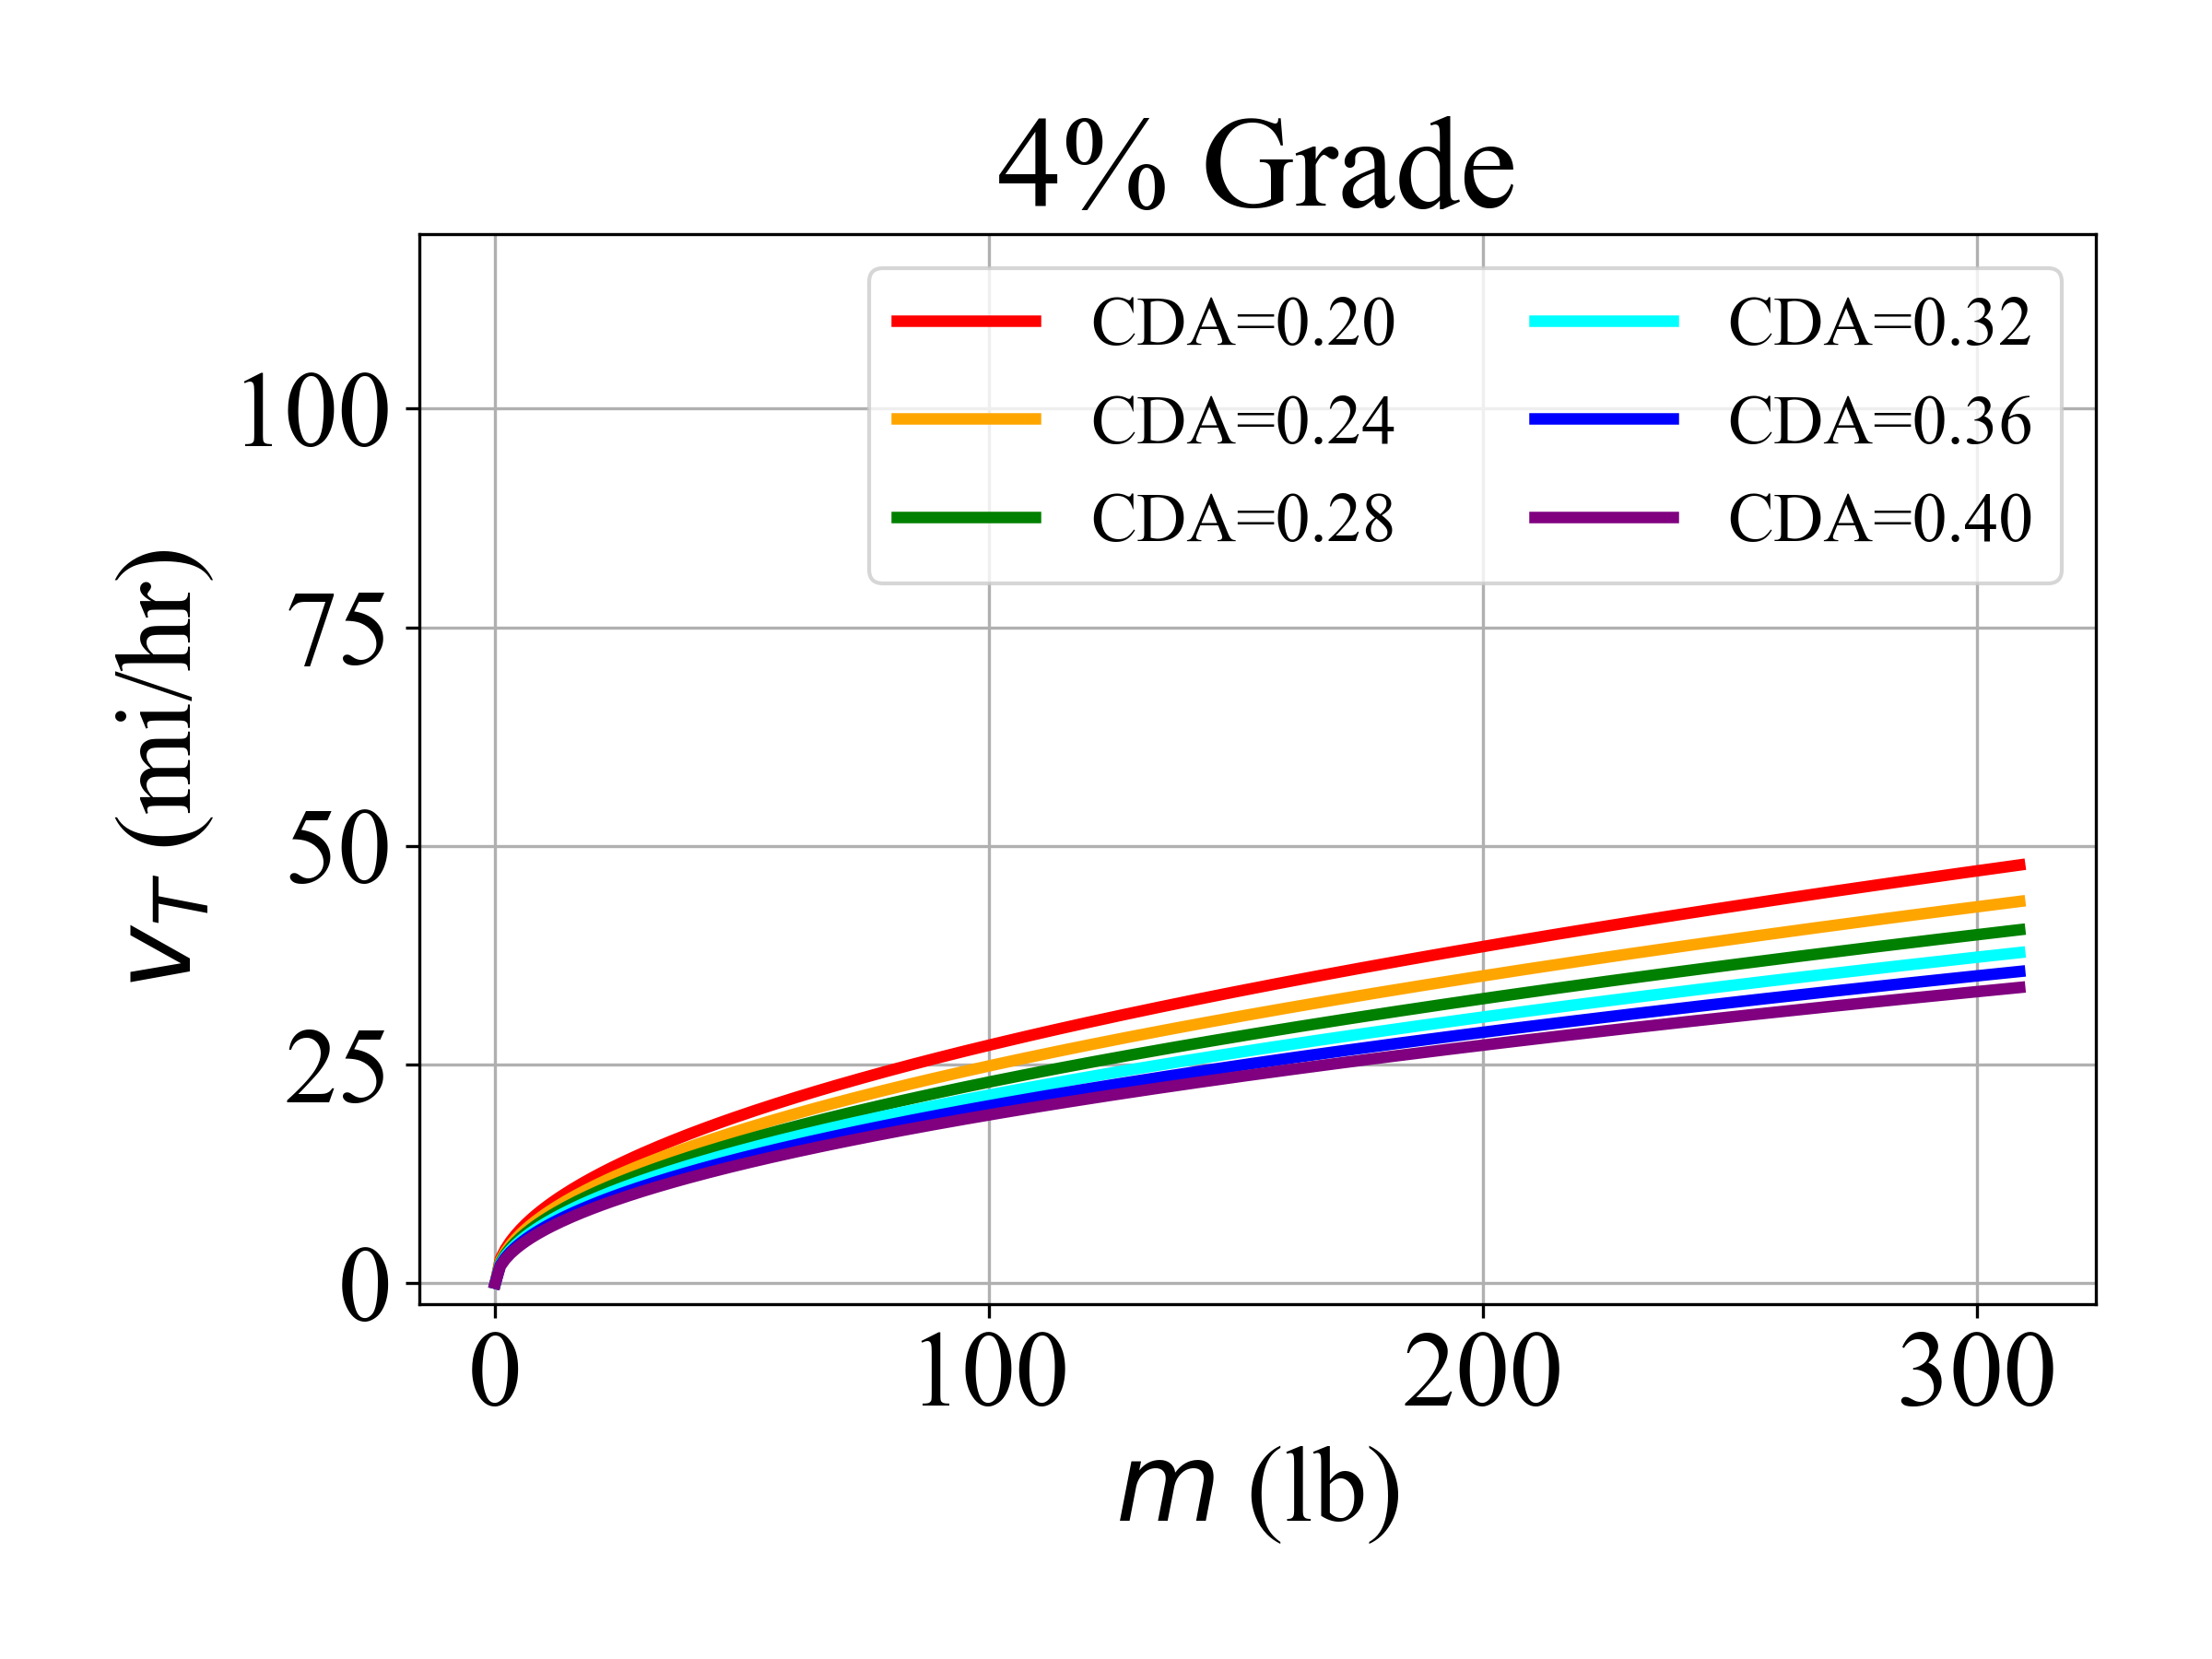 4% Grade
CDA=0.20
CDA=0.24
CDA=0.28
CDA=0.32
CDA=0.36
CDA=0.40
v_T (mi/hr)
100
75
50
25
0
0 100 200 300
m (lb)